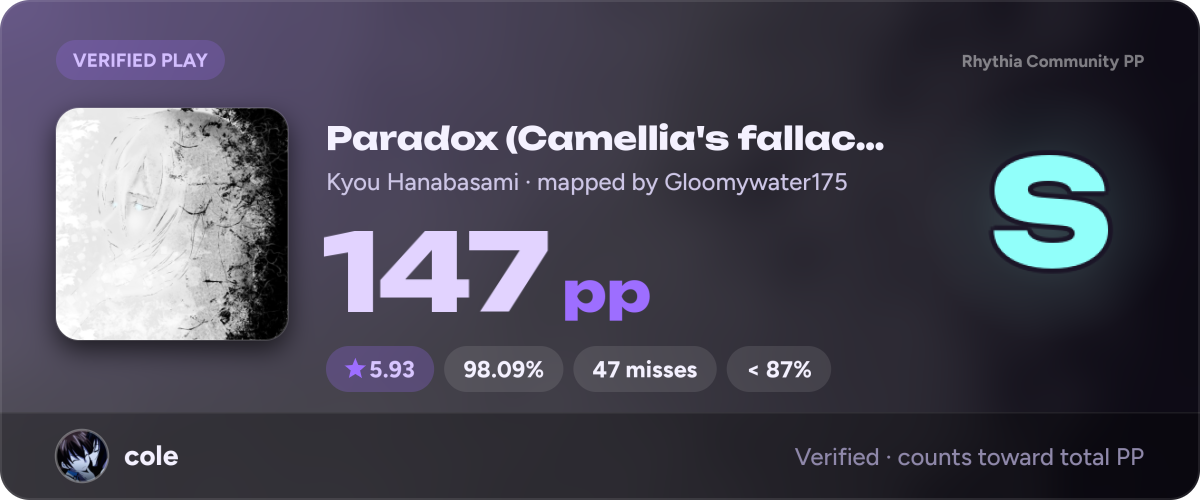 VERIFIED PLAY
Rhythia Community PP
Paradox (Camellia's fallac...
Kyou Hanabasami · mapped by Gloomywater175
147 pp
S
★5.93
98.09%
47 misses
< 87%
cole
Verified · counts toward total PP